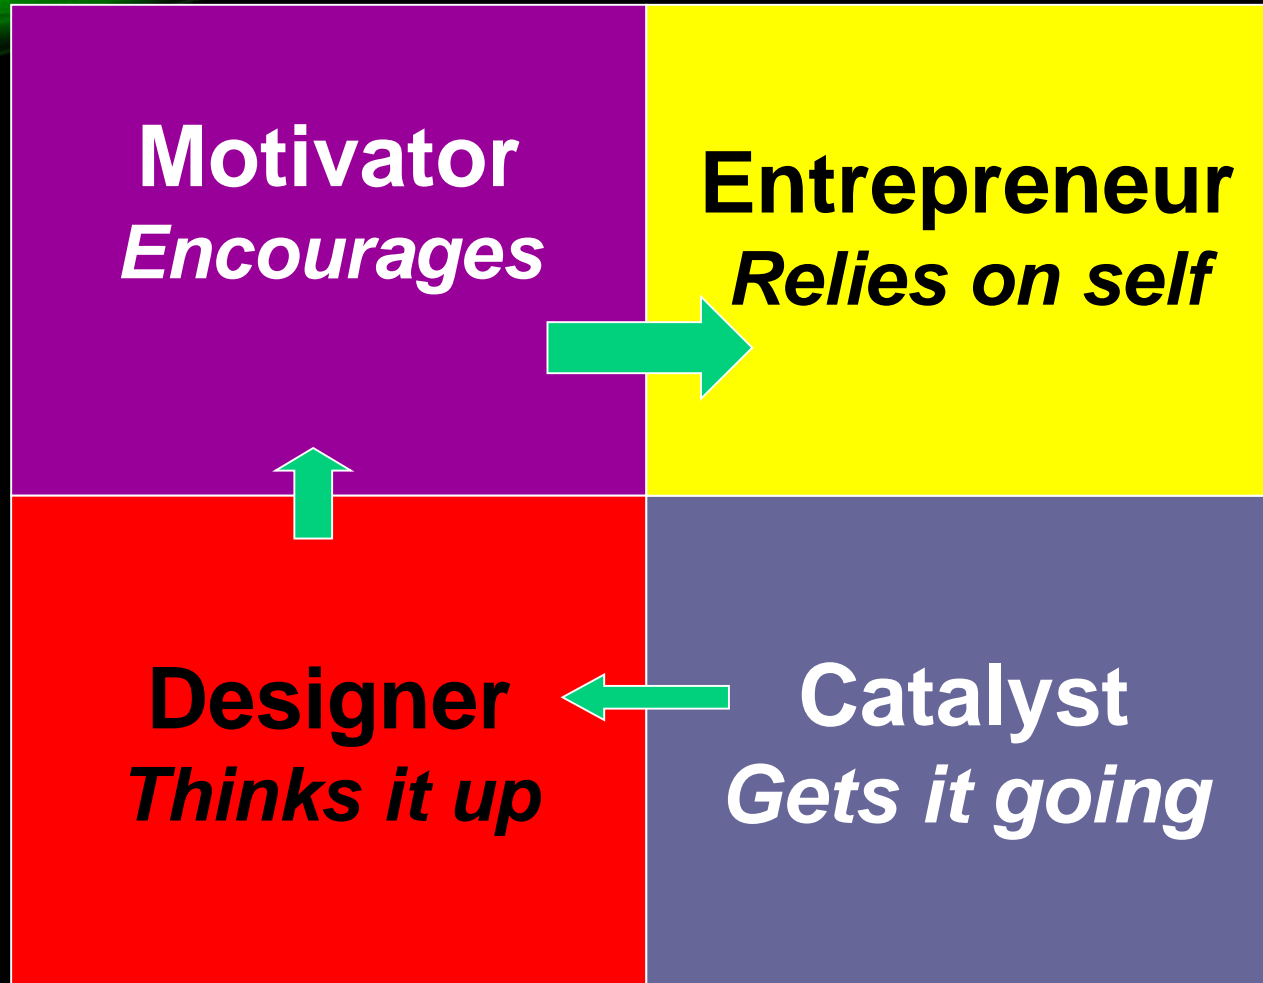 Motivator
Encourages
Entrepreneur
Relies on self
Designer
Thinks it up
Catalyst
Gets it going